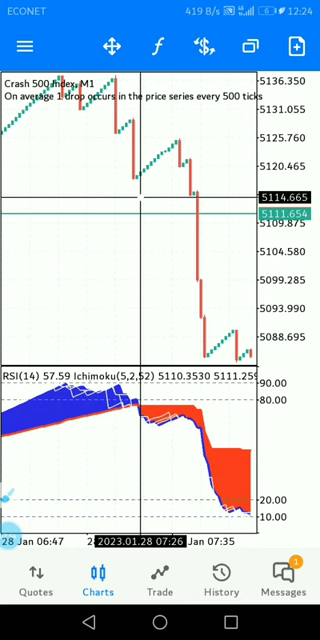 ECONET 419 B/s 12:24
5136.350
Crash 500 Index, M1
On average 1 drop occurs in the price series every 500 ticks
5131.055
5125.760
5120.465
5114.665
5111.654
5109.875
5104.580
5099.285
5093.990
5088.695
RSI(14) 57.59 Ichimoku(5,2,52) 5110.3530 5111.259
90.00
80.00
20.00
10.00
28 Jan 06:47 2023.01.28 07:26 Jan 07:35
1
Quotes Charts Trade History Messages